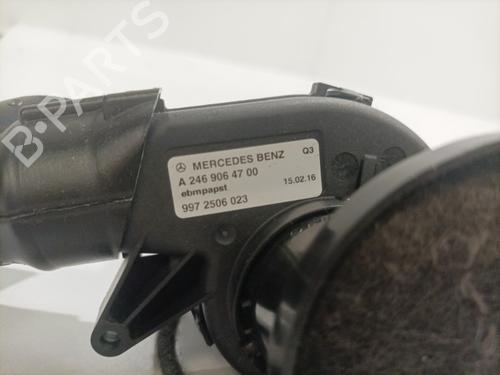 B-PARTS
MERCEDES BENZ Q3
A 246 906 47 00
ebmpapst 15.02.16
997 2506 023